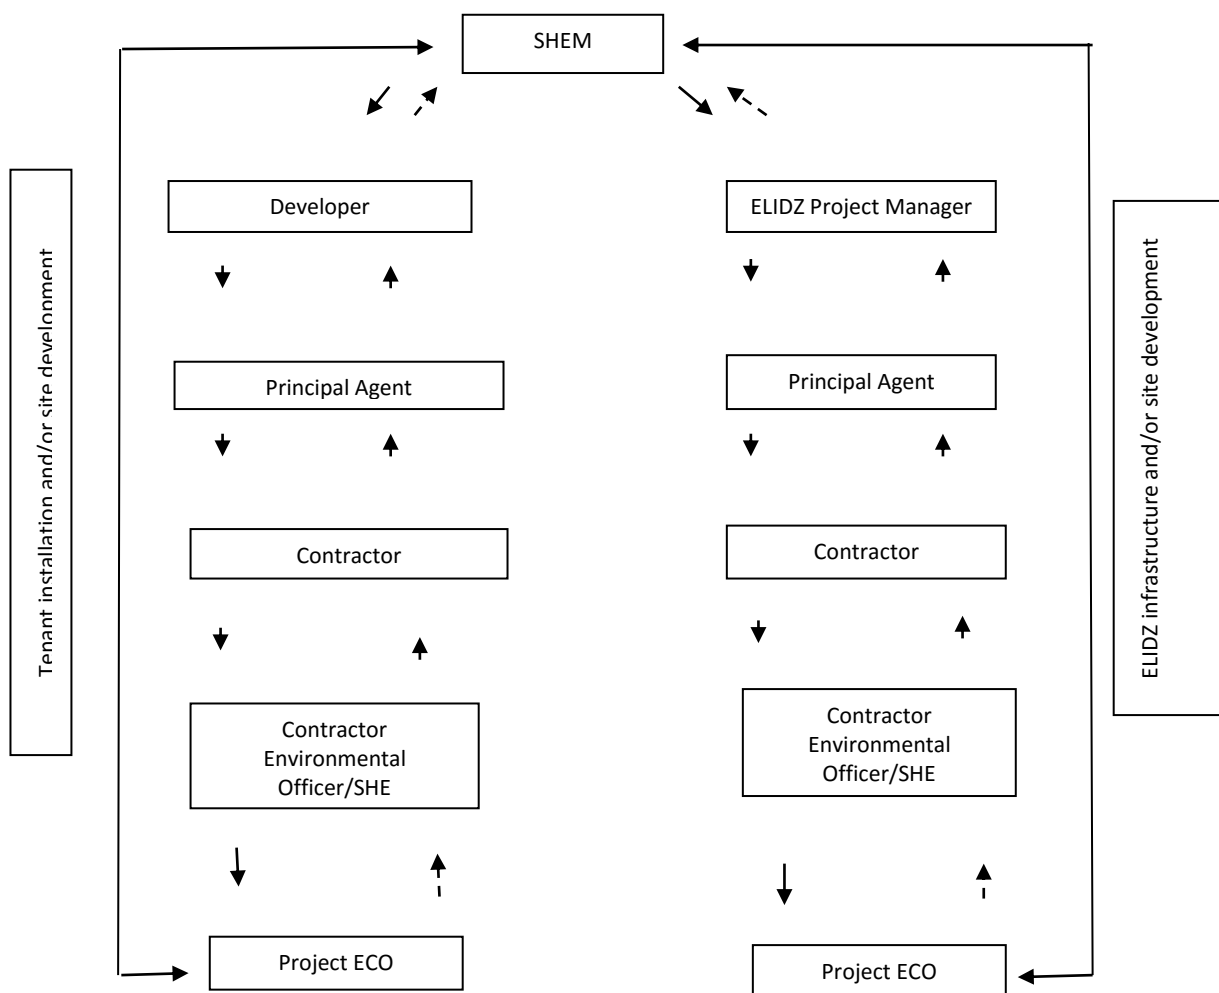 SHEM
Developer
ELIDZ Project Manager
Tenant installation and/or site development
ELIDZ infrastructure and/or site development
Principal Agent
Principal Agent
Contractor
Contractor
Contractor
Environmental
Officer/SHE
Contractor
Environmental
Officer/SHE
Project ECO
Project ECO